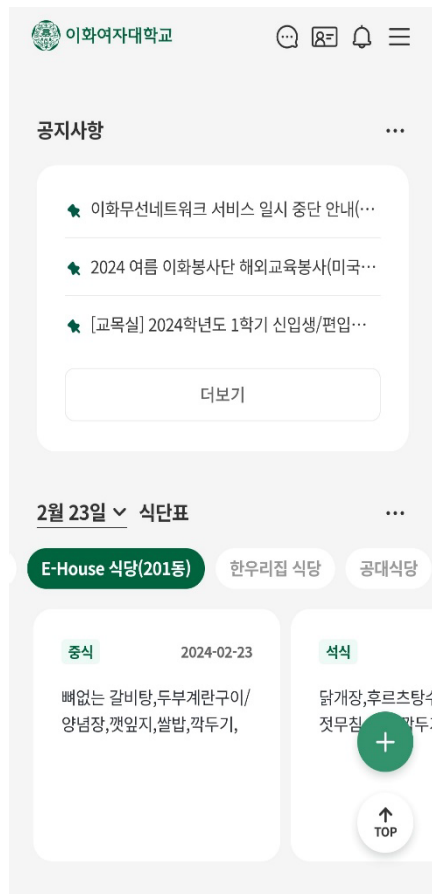 이화여자대학교
공지사항
이화무선네트워크 서비스 일시 중단 안내(…
2024 여름 이화봉사단 해외교육봉사(미국…
[교목실] 2024학년도 1학기 신입생/편입…
더보기
2월 23일 식단표
E-House 식당(201동) 한우리집 식당 공대식당
중식 2024-02-23
뼈없는 갈비탕,두부계란구이/
양념장,깻잎지,쌀밥,깍두기,
석식
닭개장,후르츠탕수
젓무침
TOP